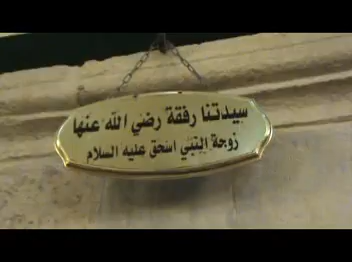 سيدتنا رفقة رضي الله عنها
زوجة النبي اسحق عليه السلام